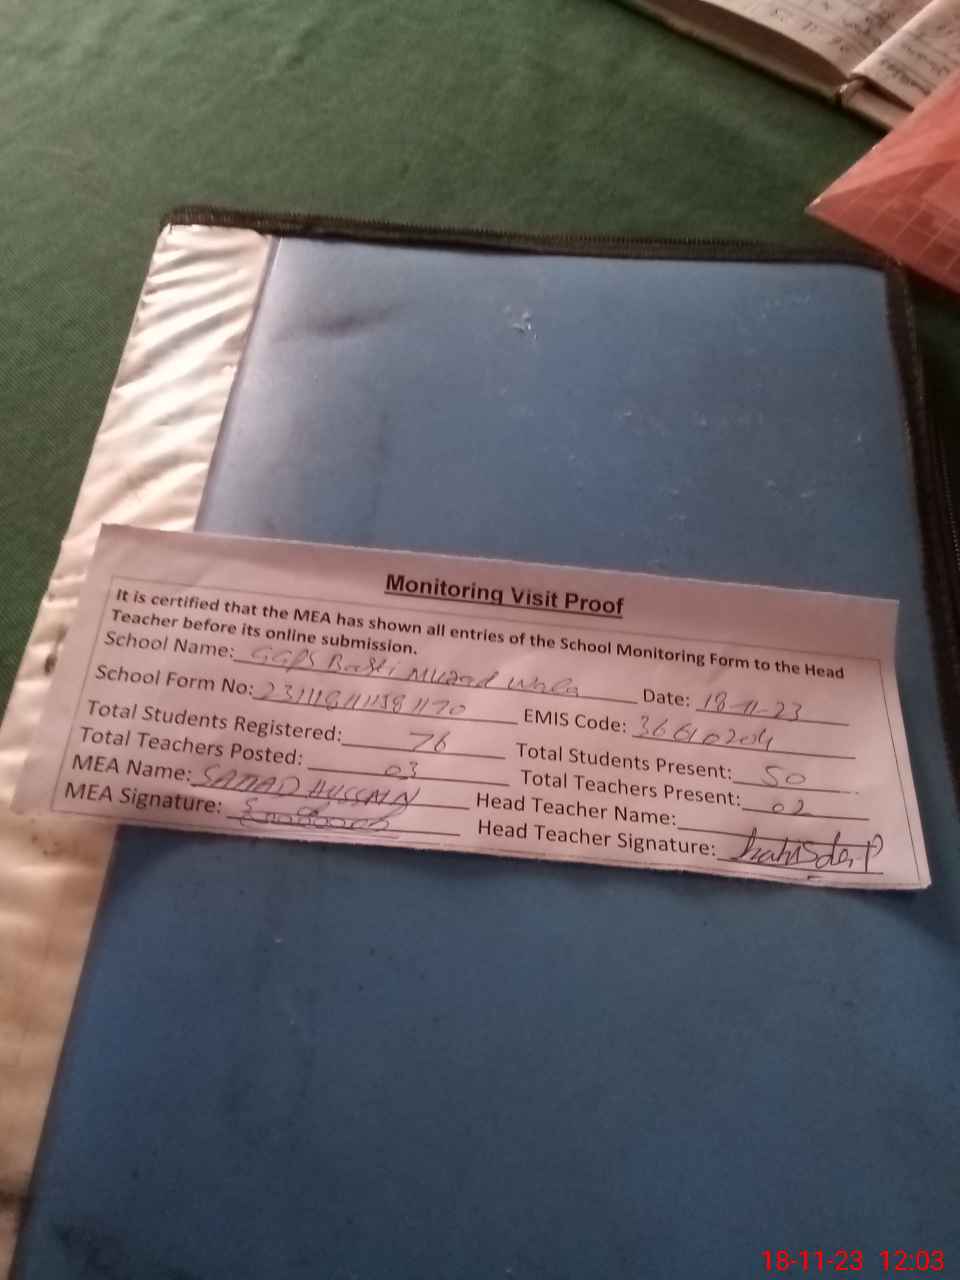 Monitoring Visit Proof
It is certified that the MEA has shown all entries of the School Monitoring Form to the Head
Teacher before its online submission.
School Name: GGPS Basti Murad Wala Date: 18-11-23
School Form No: EMIS Code: 36610204
Total Students Registered: 76 Total Students Present: 50
Total Teachers Posted: 03 Total Teachers Present: 02
MEA Name: SAMAD HUSSAIN Head Teacher Name:
MEA Signature: Head Teacher Signature:
18-11-23 12:03